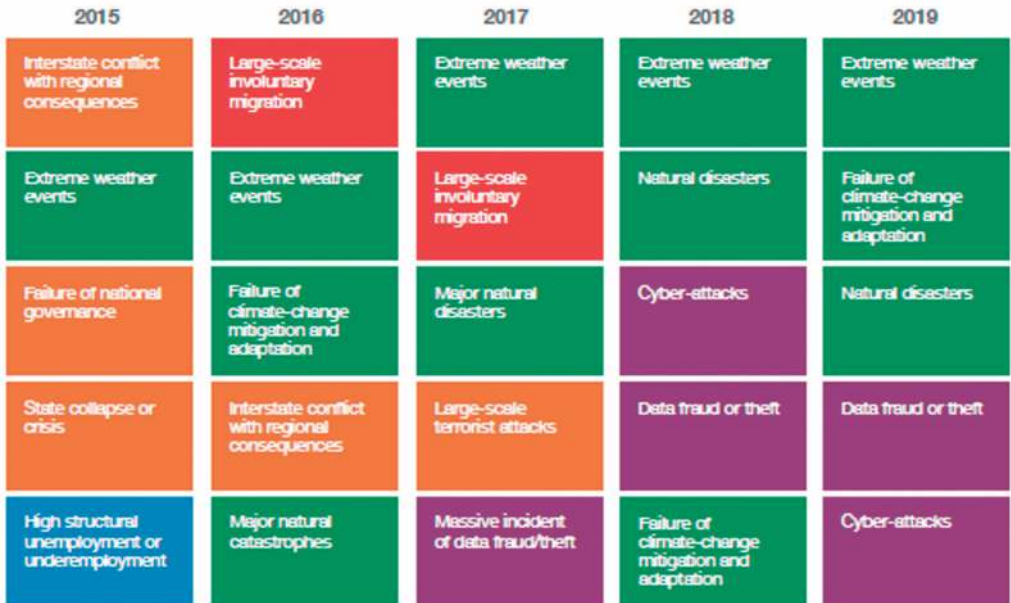 2015
2016
2017
2018
2019
Interstate conflict
with regional
consequences
Large-scale
involuntary
migration
Extreme weather
events
Extreme weather
events
Extreme weather
events
Extreme weather
events
Extreme weather
events
Large-scale
involuntary
migration
Natural disasters
Failure of
climate-change
mitigation and
adaptation
Failure of national
governance
Failure of
climate-change
mitigation and
adaptation
Major natural
disasters
Cyber-attacks
Natural disasters
State collapse or
crisis
Interstate conflict
with regional
consequences
Large-scale
terrorist attacks
Data fraud or theft
Data fraud or theft
High structural
unemployment or
underemployment
Major natural
catastrophes
Massive incident
of data fraud/theft
Failure of
climate-change
mitigation and
adaptation
Cyber-attacks